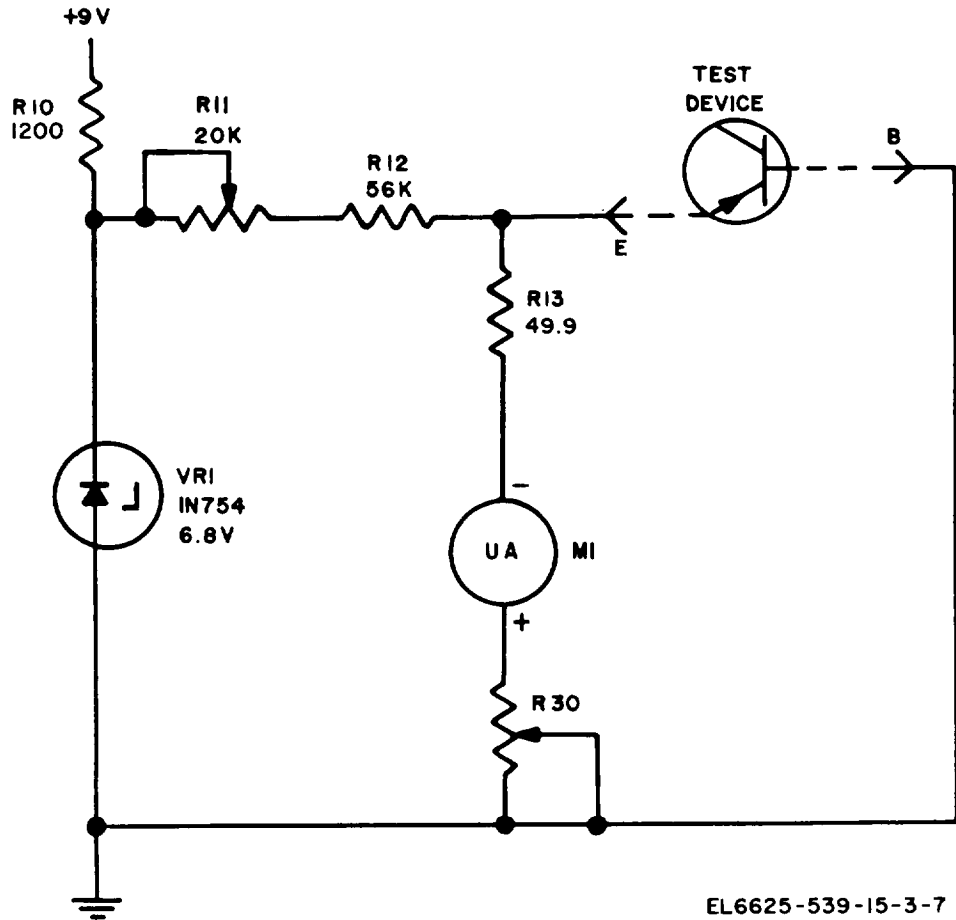 +9V
R10
1200
R11
20K
R12
56K
TEST
DEVICE
B
E
R13
49.9
VR1
IN754
6.8V
-
UA
M1
+
R30
EL6625-539-15-3-7